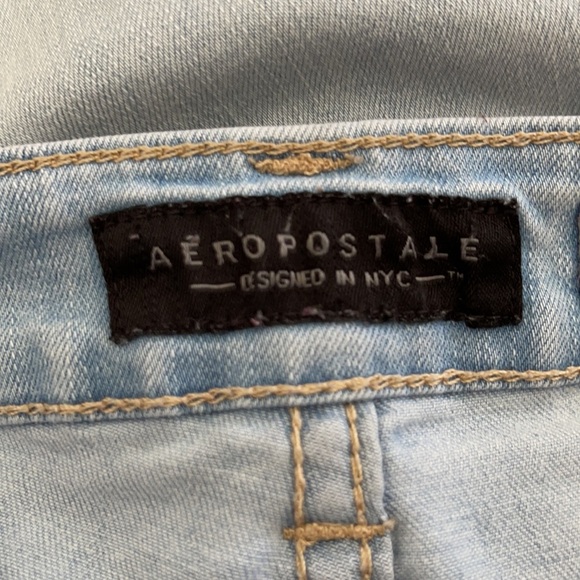 AÉROPOSTALE
— DESIGNED IN NYC — ™